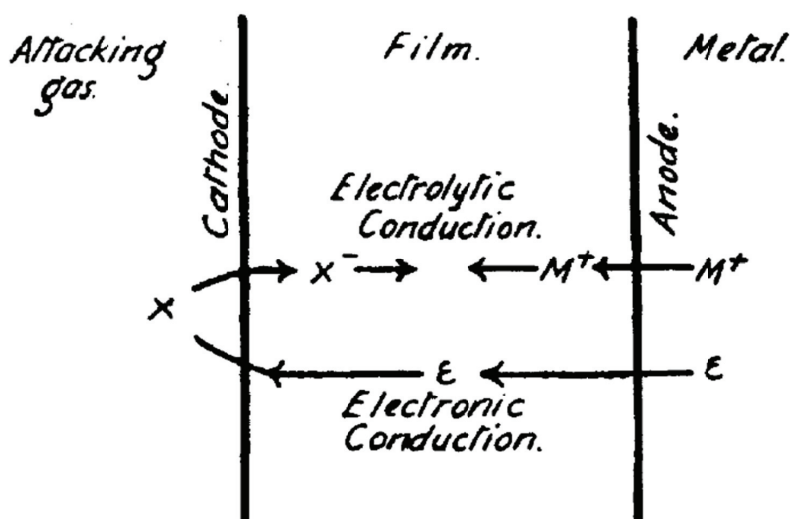 Attacking
gas.
Film.
Metal.
Cathode.
Anode.
Electrolytic
Conduction.
X
X⁻
M⁺
M⁺
ε
ε
Electronic
Conduction.